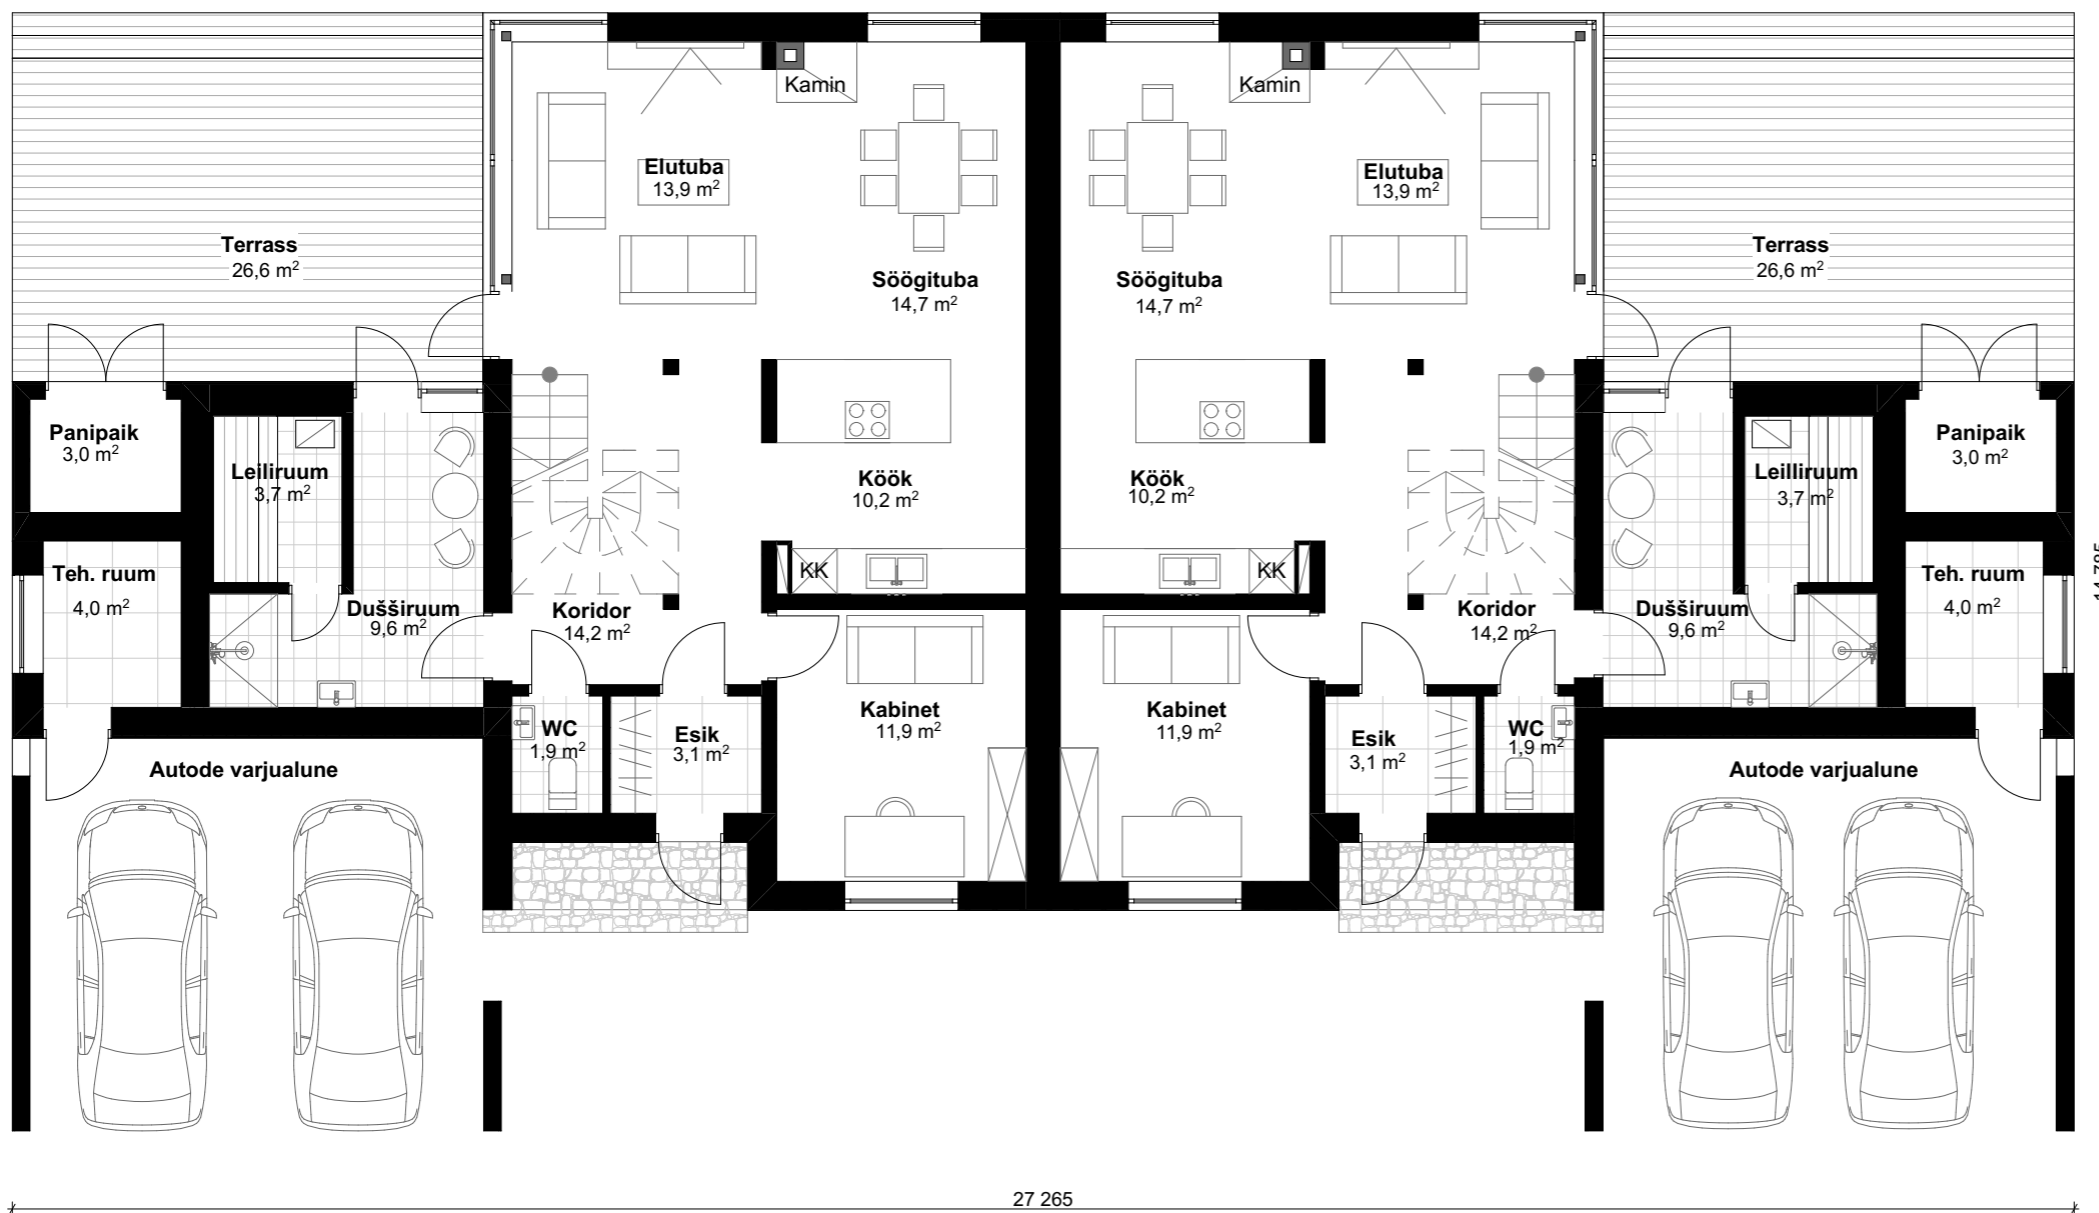 Kamin
Kamin
Elutuba
13,9 m²
Elutuba
13,9 m²
Terrass
26,6 m²
Terrass
26,6 m²
Söögituba
14,7 m²
Söögituba
14,7 m²
Panipaik
3,0 m²
Leiliruum
3,7 m²
Köök
10,2 m²
Köök
10,2 m²
Leilliruum
3,7 m²
Panipaik
3,0 m²
KK
KK
Teh. ruum
4,0 m²
Dušširuum
9,6 m²
Koridor
14,2 m²
Koridor
14,2 m²
Dušširuum
9,6 m²
Teh. ruum
4,0 m²
WC
1,9 m²
Esik
3,1 m²
Kabinet
11,9 m²
Kabinet
11,9 m²
Esik
3,1 m²
WC
1,9 m²
Autode varjualune
Autode varjualune
27 265